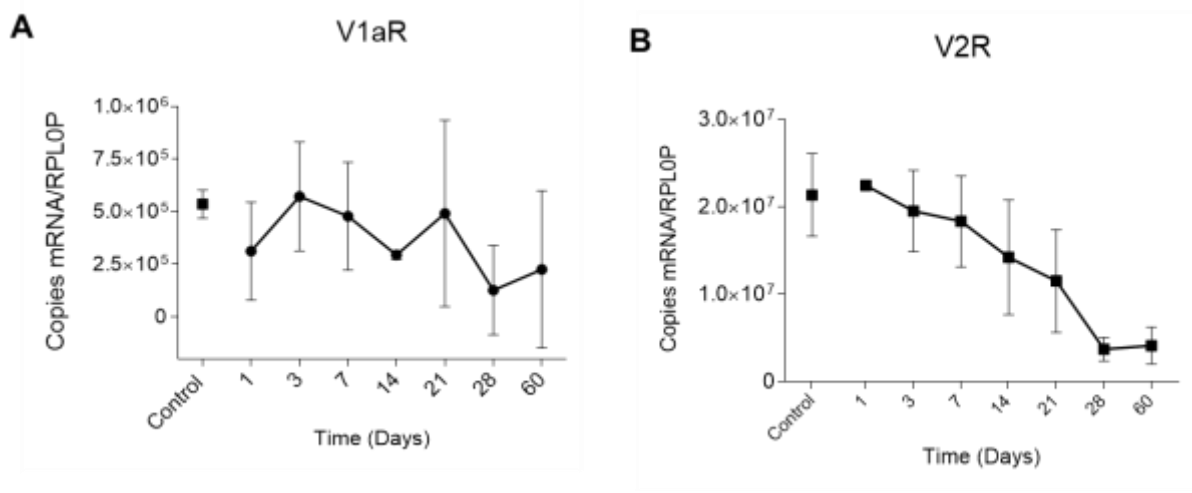 A
V1aR
Copies mRNA/RPL0P
1.0×10⁶
7.5×10⁵
5.0×10⁵
2.5×10⁵
0
Control 1 3 7 14 21 28 60
Time (Days)
B
V2R
Copies mRNA/RPL0P
3.0×10⁷
2.0×10⁷
1.0×10⁷
0
Control 1 3 7 14 21 28 60
Time (Days)